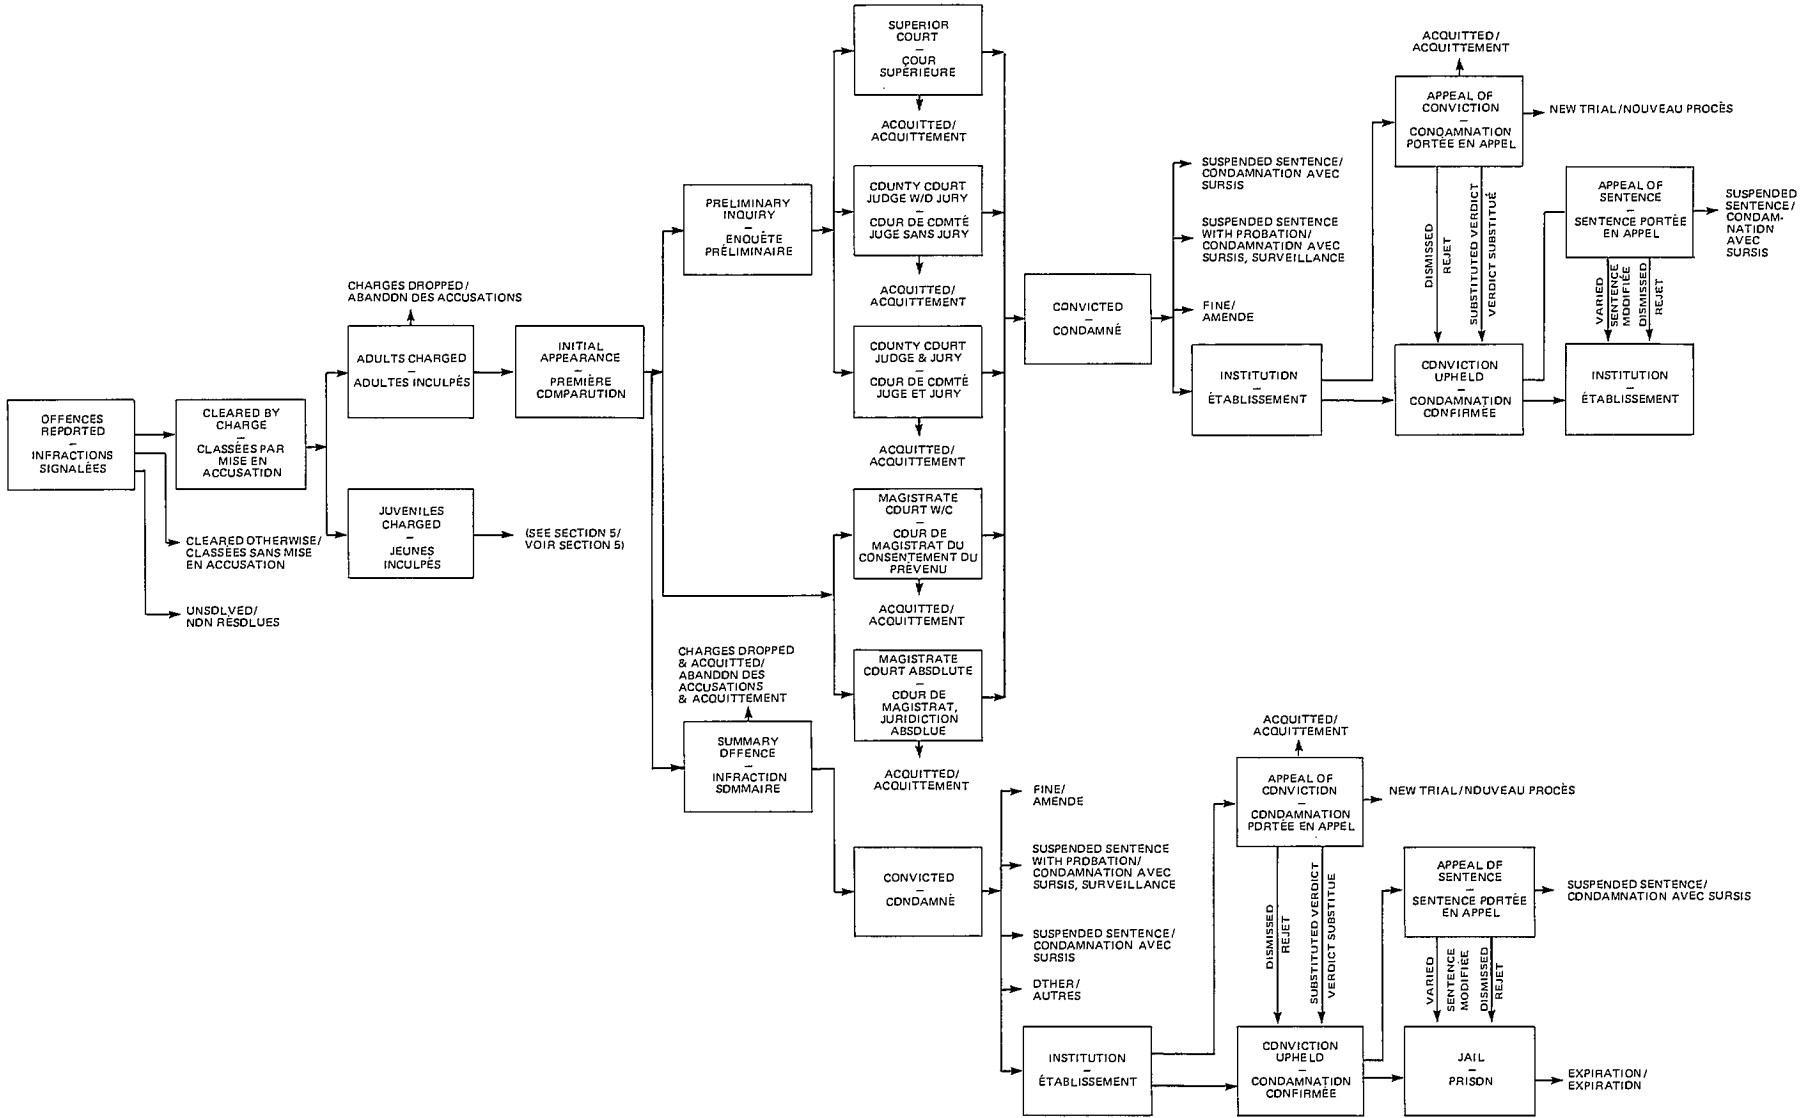 OFFENCES
REPORTED
–
INFRACTIONS
SIGNALÉES
CLEARED BY
CHARGE
–
CLASSÉES PAR
MISE EN
ACCUSATION
CLEARED OTHERWISE/
CLASSÉES SANS MISE
EN ACCUSATION
UNSOLVED/
NON RÉSOLUES
CHARGES DROPPED/
ABANDON DES ACCUSATIONS
ADULTS CHARGED
–
ADULTES INCULPÉS
JUVENILES
CHARGED
–
JEUNES
INCULPÉS
(SEE SECTION 5/
VOIR SECTION 5)
INITIAL
APPEARANCE
–
PREMIÈRE
COMPARUTION
PRELIMINARY
INQUIRY
–
ENQUÊTE
PRÉLIMINAIRE
CHARGES DROPPED
& ACQUITTED/
ABANDON DES
ACCUSATIONS
& ACQUITTEMENT
SUMMARY
OFFENCE
–
INFRACTION
SOMMAIRE
SUPERIOR
COURT
–
COUR
SUPÉRIEURE
ACQUITTED/
ACQUITTEMENT
COUNTY COURT
JUDGE W/O JURY
–
COUR DE COMTÉ
JUGE SANS JURY
ACQUITTED/
ACQUITTEMENT
COUNTY COURT
JUDGE & JURY
–
COUR DE COMTÉ
JUGE ET JURY
ACQUITTED/
ACQUITTEMENT
MAGISTRATE
COURT W/C
–
COUR DE
MAGISTRAT DU
CONSENTEMENT DU
PRÉVENU
ACQUITTED/
ACQUITTEMENT
MAGISTRATE
COURT ABSOLUTE
–
COUR DE
MAGISTRAT,
JURIDICTION
ABSOLUE
ACQUITTED/
ACQUITTEMENT
CONVICTED
–
CONDAMNÉ
SUSPENDED SENTENCE/
CONDAMNATION AVEC
SURSIS
SUSPENDED SENTENCE
WITH PROBATION/
CONDAMNATION AVEC
SURSIS, SURVEILLANCE
FINE/
AMENDE
INSTITUTION
–
ÉTABLISSEMENT
ACQUITTED/
ACQUITTEMENT
APPEAL OF
CONVICTION
–
CONDAMNATION
PORTÉE EN APPEL
NEW TRIAL/NOUVEAU PROCÈS
DISMISSED
REJET
SUBSTITUTED VERDICT
VERDICT SUBSTITUÉ
CONVICTION
UPHELD
–
CONDAMNATION
CONFIRMÉE
APPEAL OF
SENTENCE
–
SENTENCE PORTÉE
EN APPEL
SUSPENDED
SENTENCE/
CONDAM-
NATION
AVEC
SURSIS
VARIED
SENTENCE
MODIFIÉE
DISMISSED
REJET
INSTITUTION
–
ÉTABLISSEMENT
CONVICTED
–
CONDAMNÉ
FINE/
AMENDE
SUSPENDED SENTENCE
WITH PROBATION/
CONDAMNATION AVEC
SURSIS, SURVEILLANCE
SUSPENDED SENTENCE/
CONDAMNATION AVEC
SURSIS
OTHER/
AUTRES
INSTITUTION
–
ÉTABLISSEMENT
ACQUITTED/
ACQUITTEMENT
APPEAL OF
CONVICTION
–
CONDAMNATION
PORTÉE EN APPEL
NEW TRIAL/NOUVEAU PROCÈS
DISMISSED
REJET
SUBSTITUTED VERDICT
VERDICT SUBSTITUE
CONVICTION
UPHELD
–
CONDAMNATION
CONFIRMÉE
APPEAL OF
SENTENCE
–
SENTENCE PORTÉE
EN APPEL
SUSPENDED SENTENCE/
CONDAMNATION AVEC SURSIS
VARIED
SENTENCE
MODIFIÉE
DISMISSED
REJET
JAIL
–
PRISON
EXPIRATION/
EXPIRATION